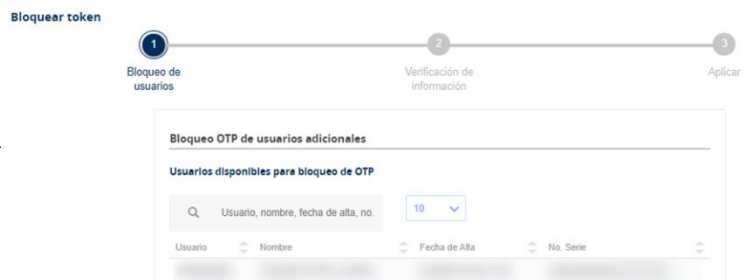 Bloquear token
1
2
3
Bloqueo de
usuarios
Verificación de
información
Aplicar
Bloqueo OTP de usuarios adicionales
Usuarios disponibles para bloqueo de OTP
Usuario, nombre, fecha de alta, no.
10
Usuario Nombre Fecha de Alta No. Serie